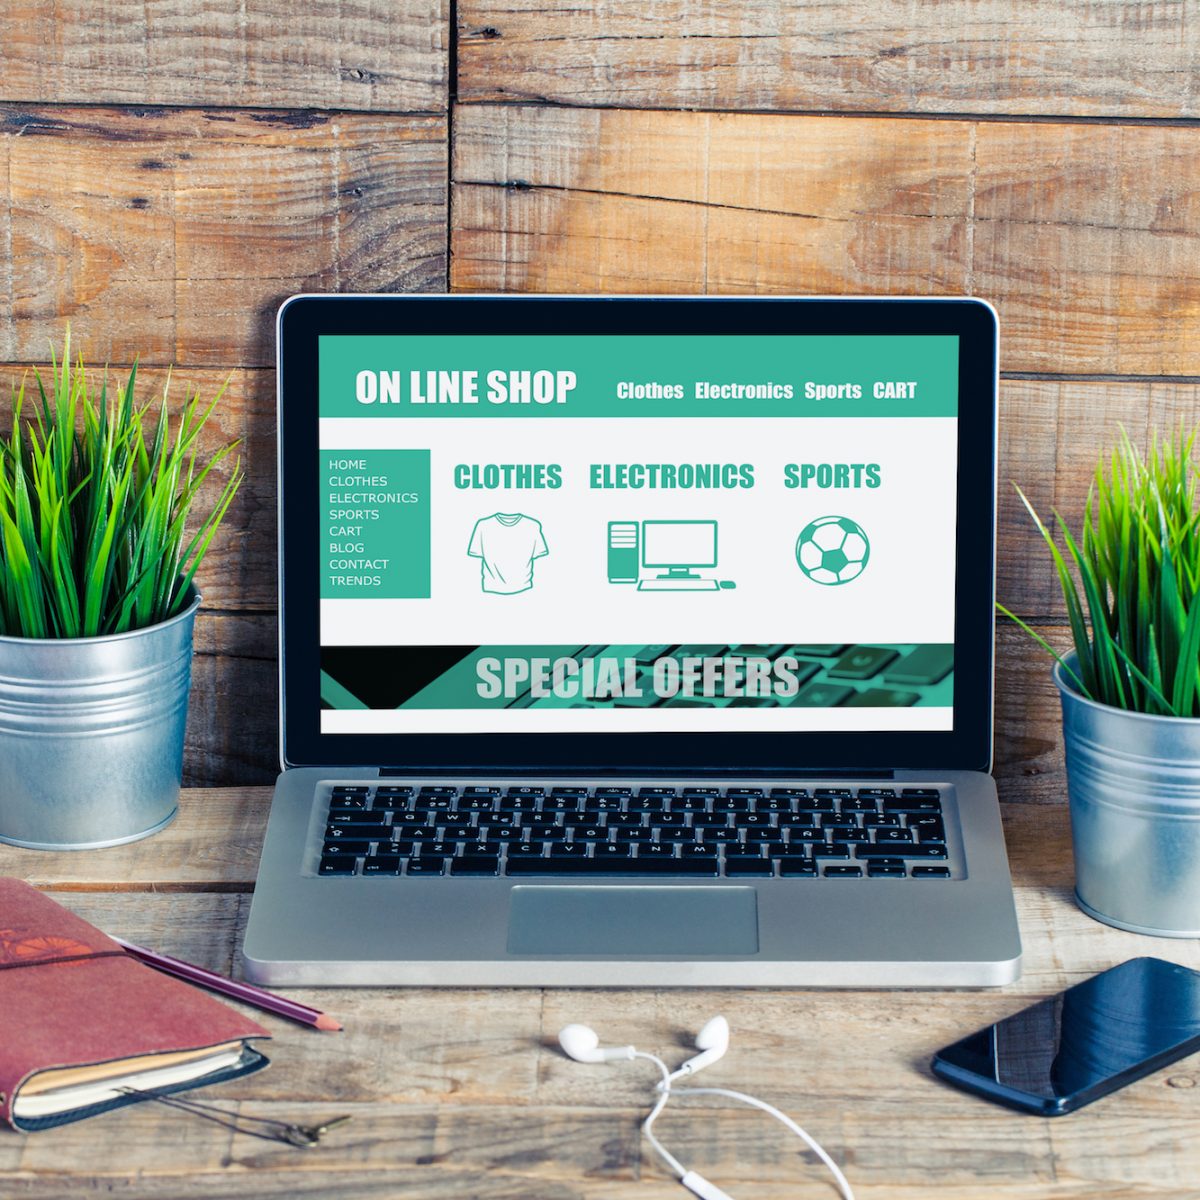 ON LINE SHOP
Clothes Electronics Sports CART
HOME
CLOTHES
ELECTRONICS
SPORTS
CART
BLOG
CONTACT
TRENDS
CLOTHES ELECTRONICS SPORTS
SPECIAL OFFERS